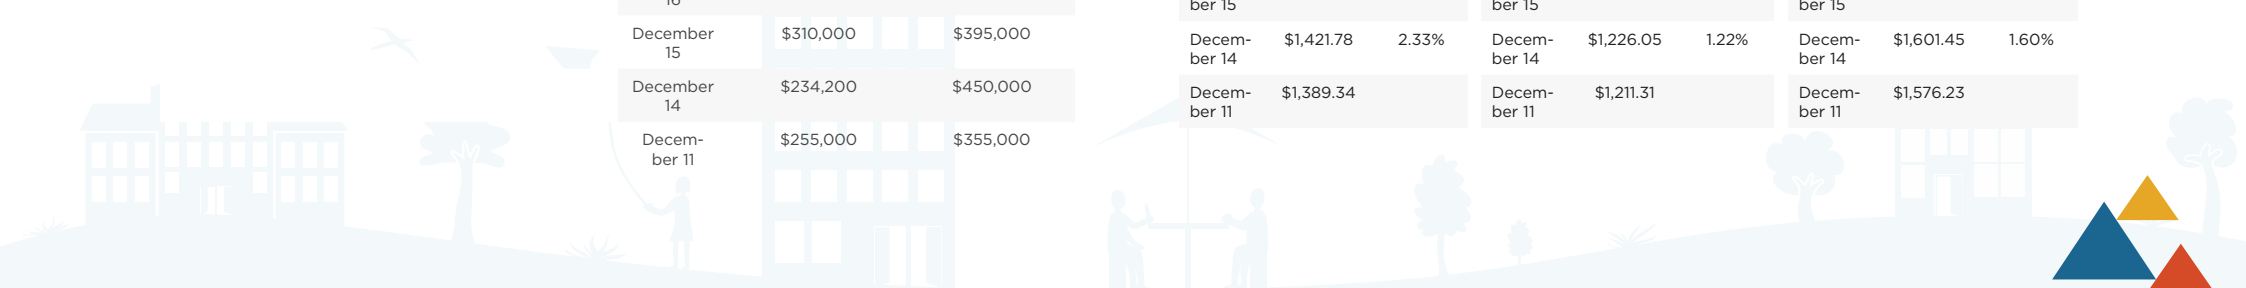 16
December $310,000 $395,000
15
December $234,200 $450,000
14
Decem- $255,000 $355,000
ber 11
ber 15
Decem- $1,421.78 2.33%
ber 14
Decem- $1,389.34
ber 11
ber 15
Decem- $1,226.05 1.22%
ber 14
Decem- $1,211.31
ber 11
ber 15
Decem- $1,601.45 1.60%
ber 14
Decem- $1,576.23
ber 11